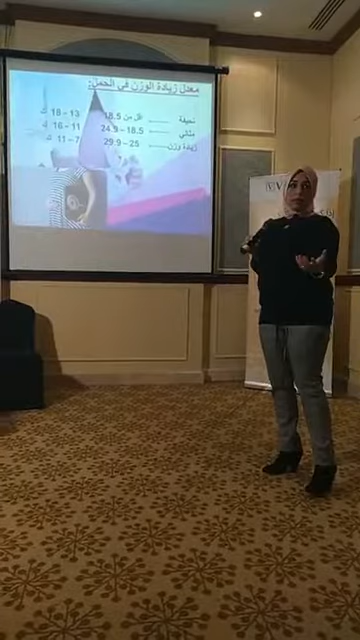 معدل زيادة الوزن في الحمل:
نحيفة أقل من 18.5 13 – 18 ك
مثالي 18.5–24.9 11 – 16 ك
زيادة وزن 25– 29.9 7– 11 ك